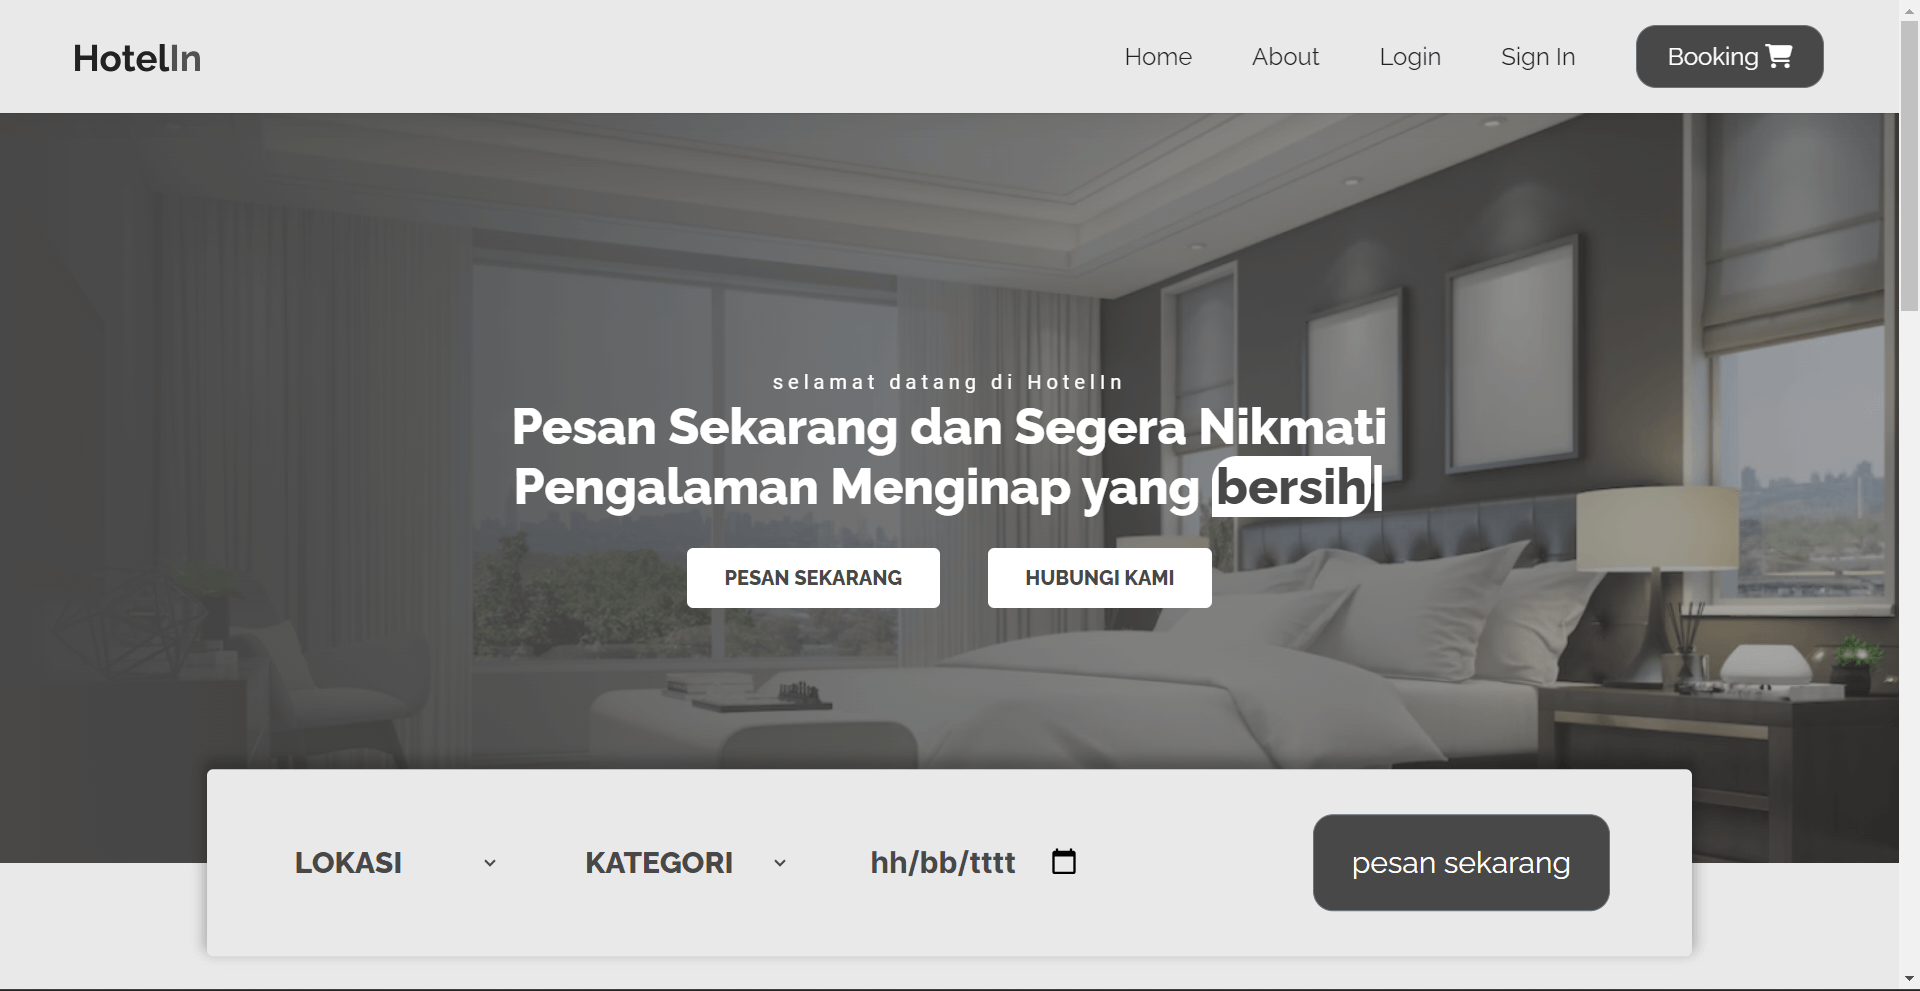 HotelIn
Home About Login Sign In Booking
selamat datang di HotelIn
Pesan Sekarang dan Segera Nikmati
Pengalaman Menginap yang bersih|
PESAN SEKARANG HUBUNGI KAMI
LOKASI KATEGORI hh/bb/tttt pesan sekarang